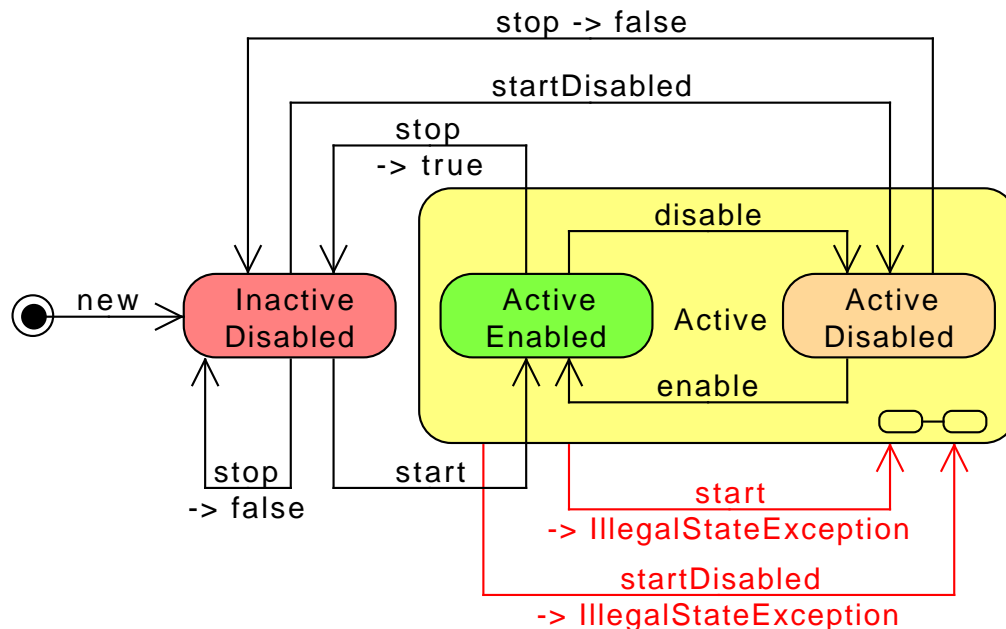 stop -> false
startDisabled
stop
-> true
disable
new
Inactive
Disabled
Active
Enabled
Active
Active
Disabled
enable
stop
-> false
start
start
-> IllegalStateException
startDisabled
-> IllegalStateException